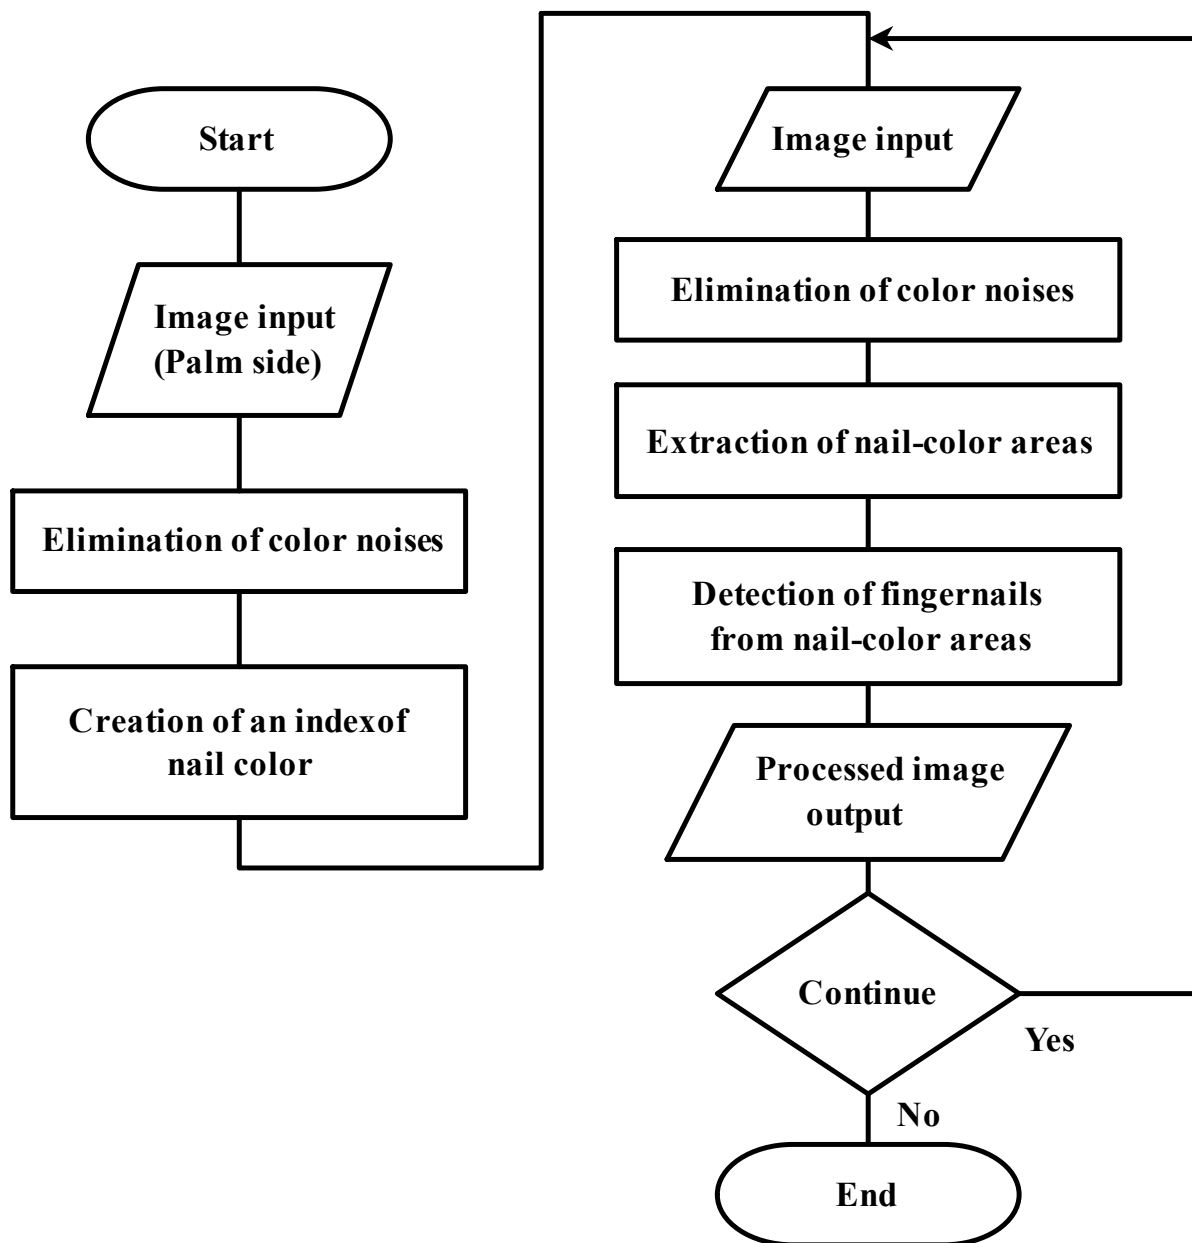 Start
Image input
(Palm side)
Elimination of color noises
Creation of an indexof
nail color
Image input
Elimination of color noises
Extraction of nail-color areas
Detection of fingernails
from nail-color areas
Processed image
output
Continue
Yes
No
End